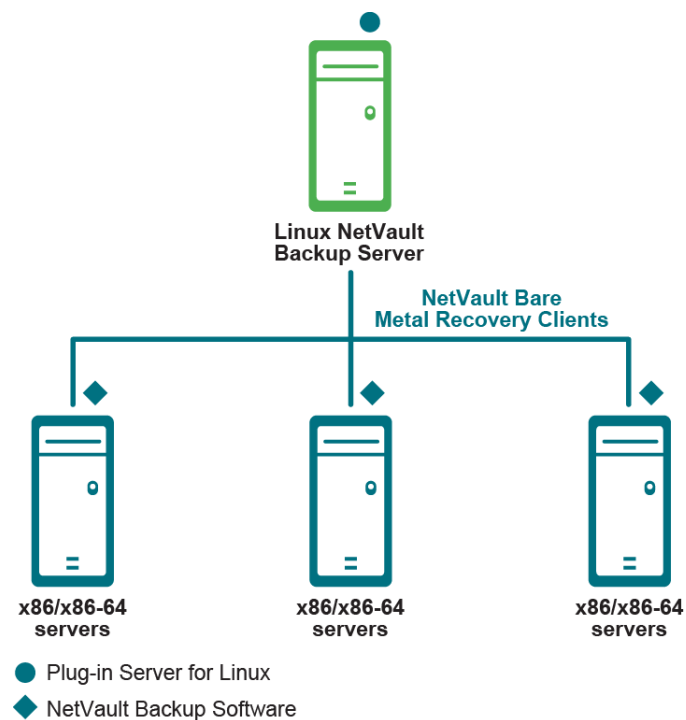 Linux NetVault
Backup Server
NetVault Bare
Metal Recovery Clients
x86/x86-64
servers
x86/x86-64
servers
x86/x86-64
servers
Plug-in Server for Linux
NetVault Backup Software